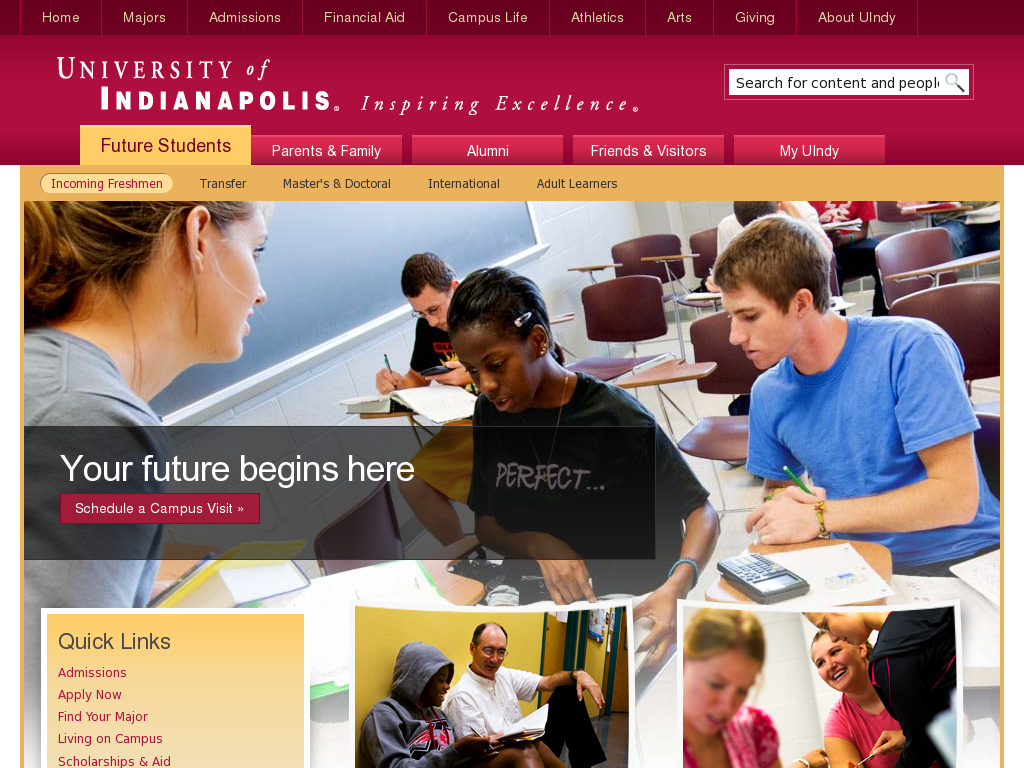 Home Majors Admissions Financial Aid Campus Life Athletics Arts Giving About UIndy
UNIVERSITY of
INDIANAPOLIS® Inspiring Excellence®
Search for content and people
Future Students Parents & Family Alumni Friends & Visitors My UIndy
Incoming Freshmen Transfer Master's & Doctoral International Adult Learners
PERFECT...
Your future begins here
Schedule a Campus Visit »
Quick Links
Admissions
Apply Now
Find Your Major
Living on Campus
Scholarships & Aid